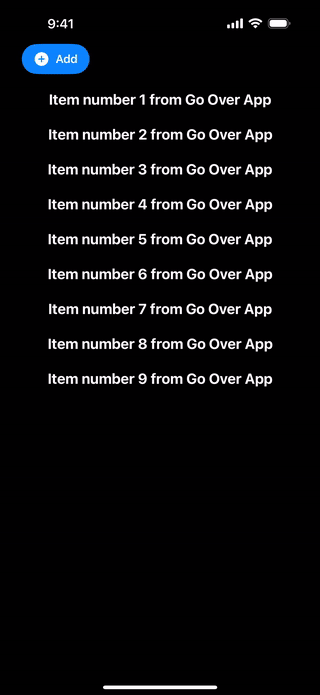 9:41
Add
Item number 1 from Go Over App
Item number 2 from Go Over App
Item number 3 from Go Over App
Item number 4 from Go Over App
Item number 5 from Go Over App
Item number 6 from Go Over App
Item number 7 from Go Over App
Item number 8 from Go Over App
Item number 9 from Go Over App